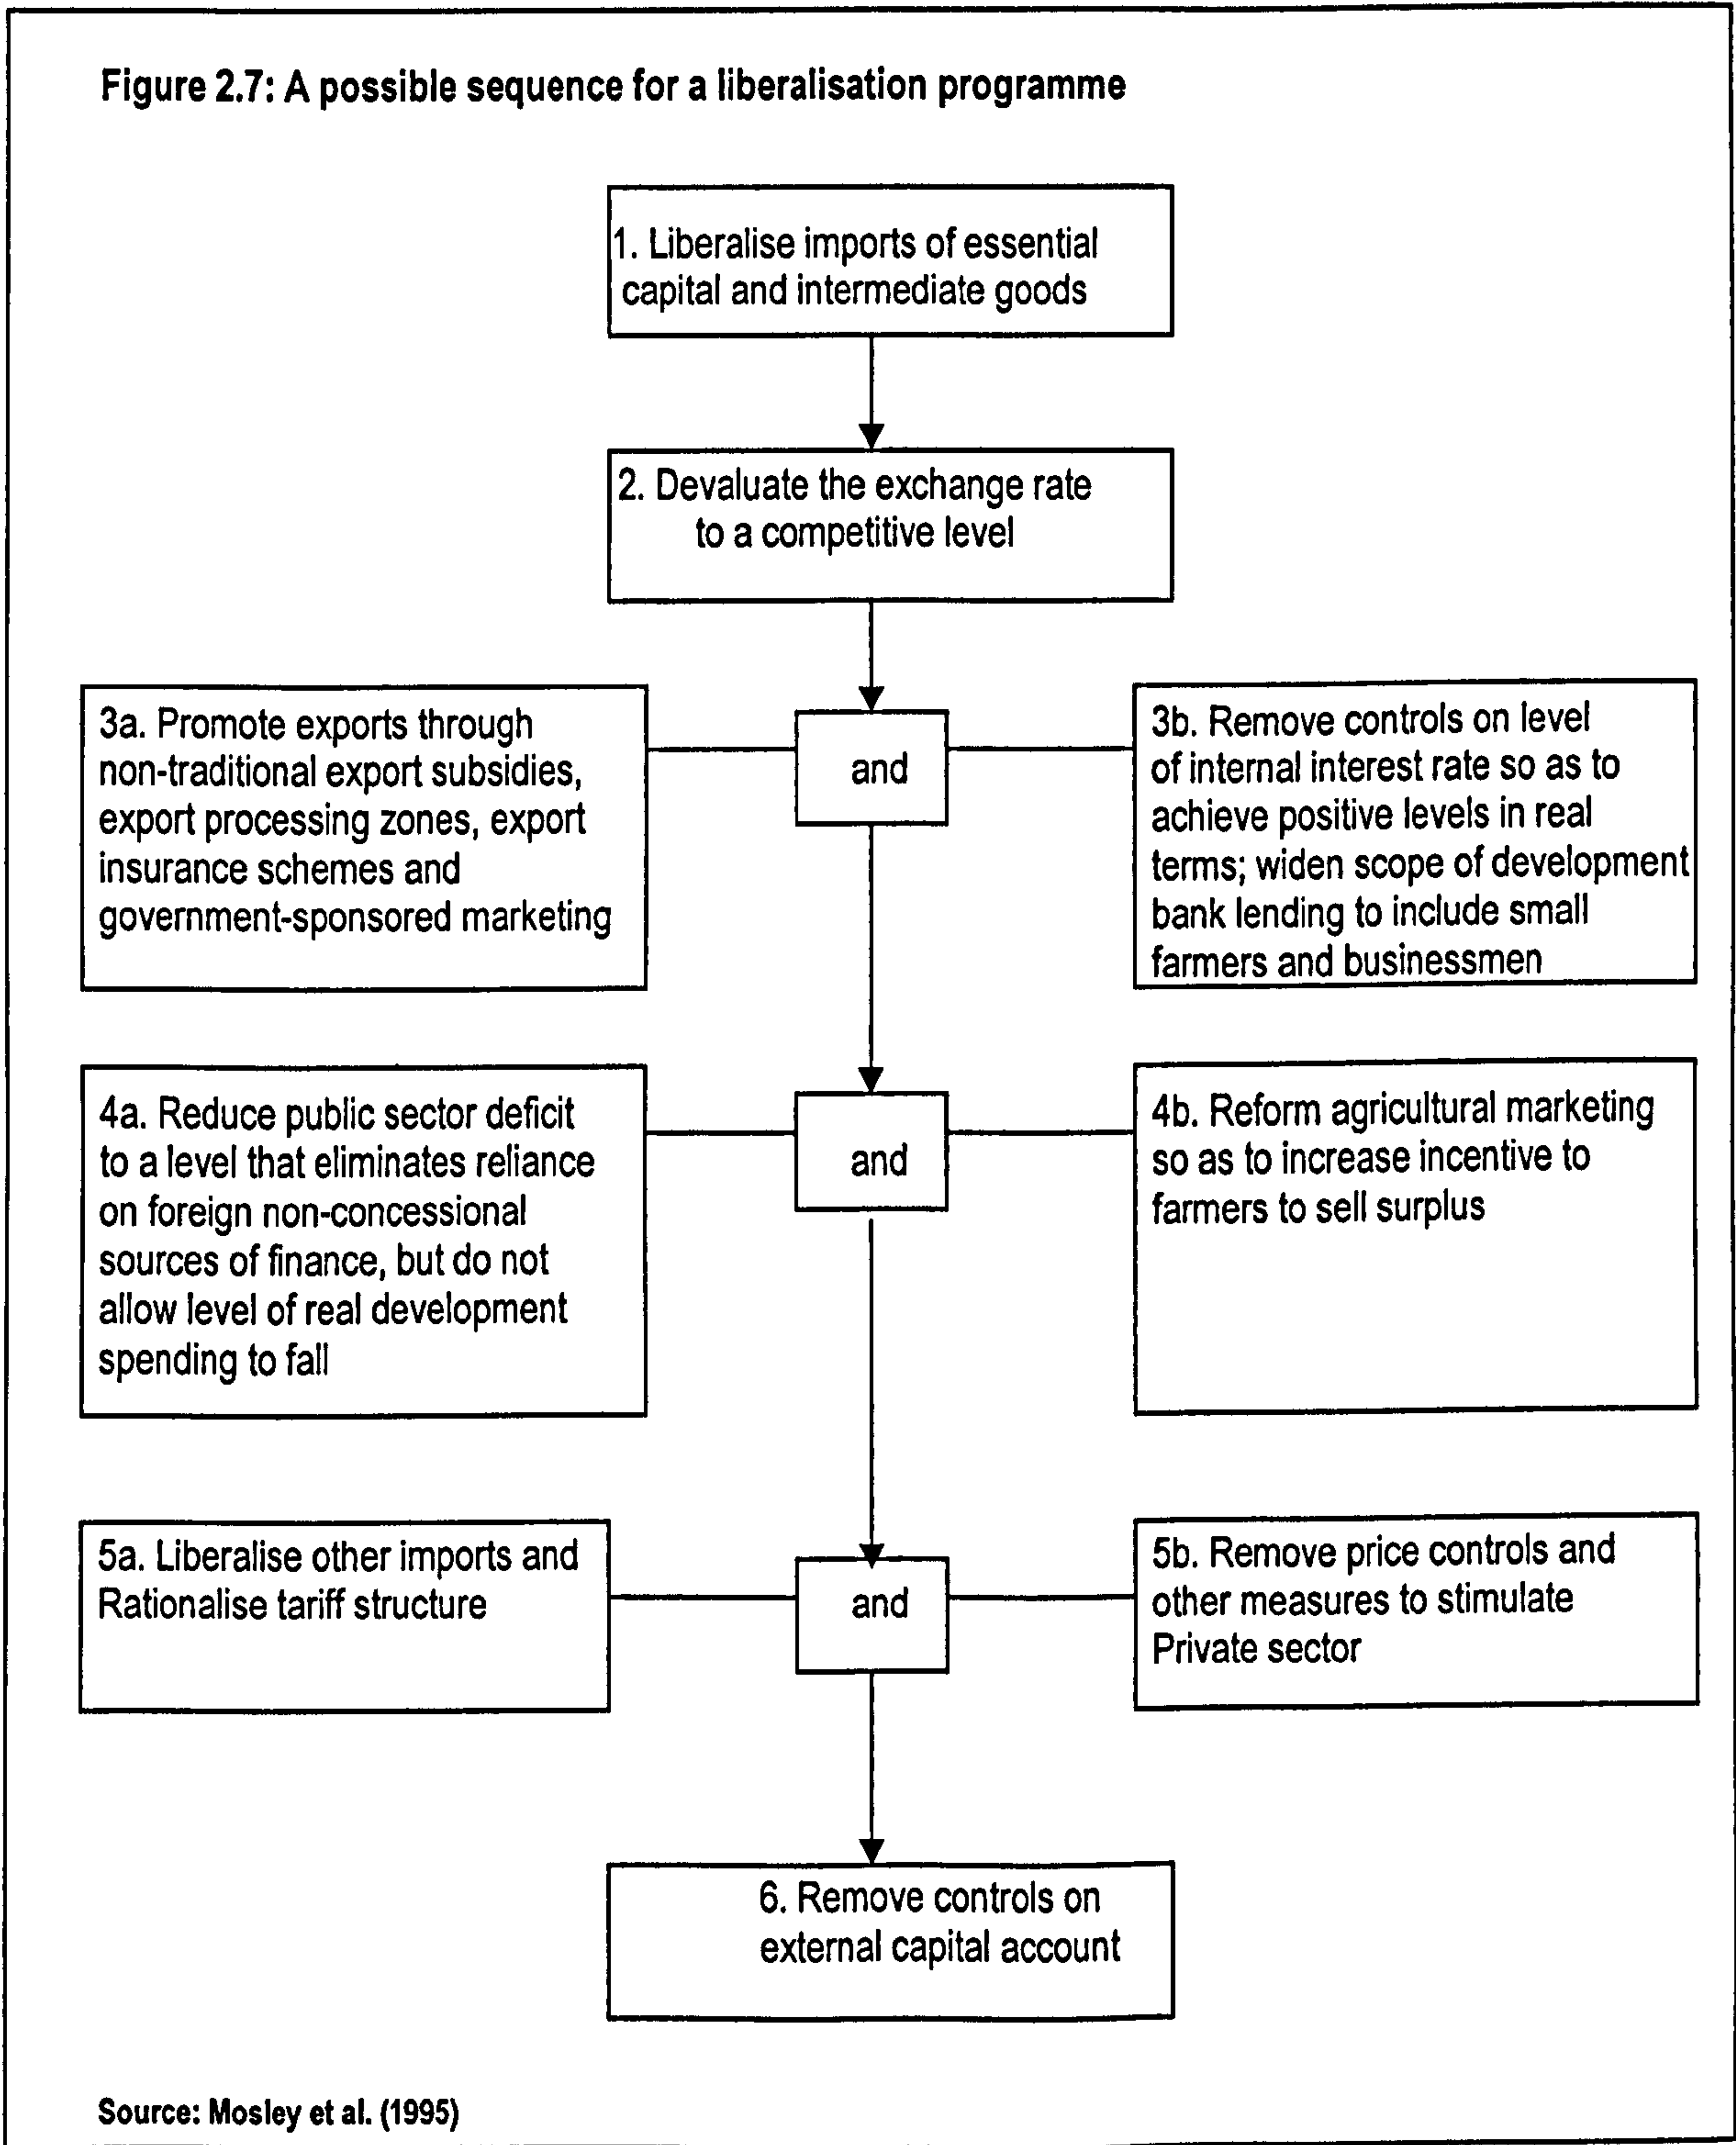 Figure 2.7: A possible sequence for a liberalisation programme
1. Liberalise imports of essential
capital and intermediate goods
2. Devaluate the exchange rate
to a competitive level
3a. Promote exports through
non-traditional export subsidies,
export processing zones, export
insurance schemes and
government-sponsored marketing
and
3b. Remove controls on level
of internal interest rate so as to
achieve positive levels in real
terms; widen scope of development
bank lending to include small
farmers and businessmen
4a. Reduce public sector deficit
to a level that eliminates reliance
on foreign non-concessional
sources of finance, but do not
allow level of real development
spending to fall
and
4b. Reform agricultural marketing
so as to increase incentive to
farmers to sell surplus
5a. Liberalise other imports and
Rationalise tariff structure
and
5b. Remove price controls and
other measures to stimulate
Private sector
6. Remove controls on
external capital account
Source: Mosley et al. (1995)